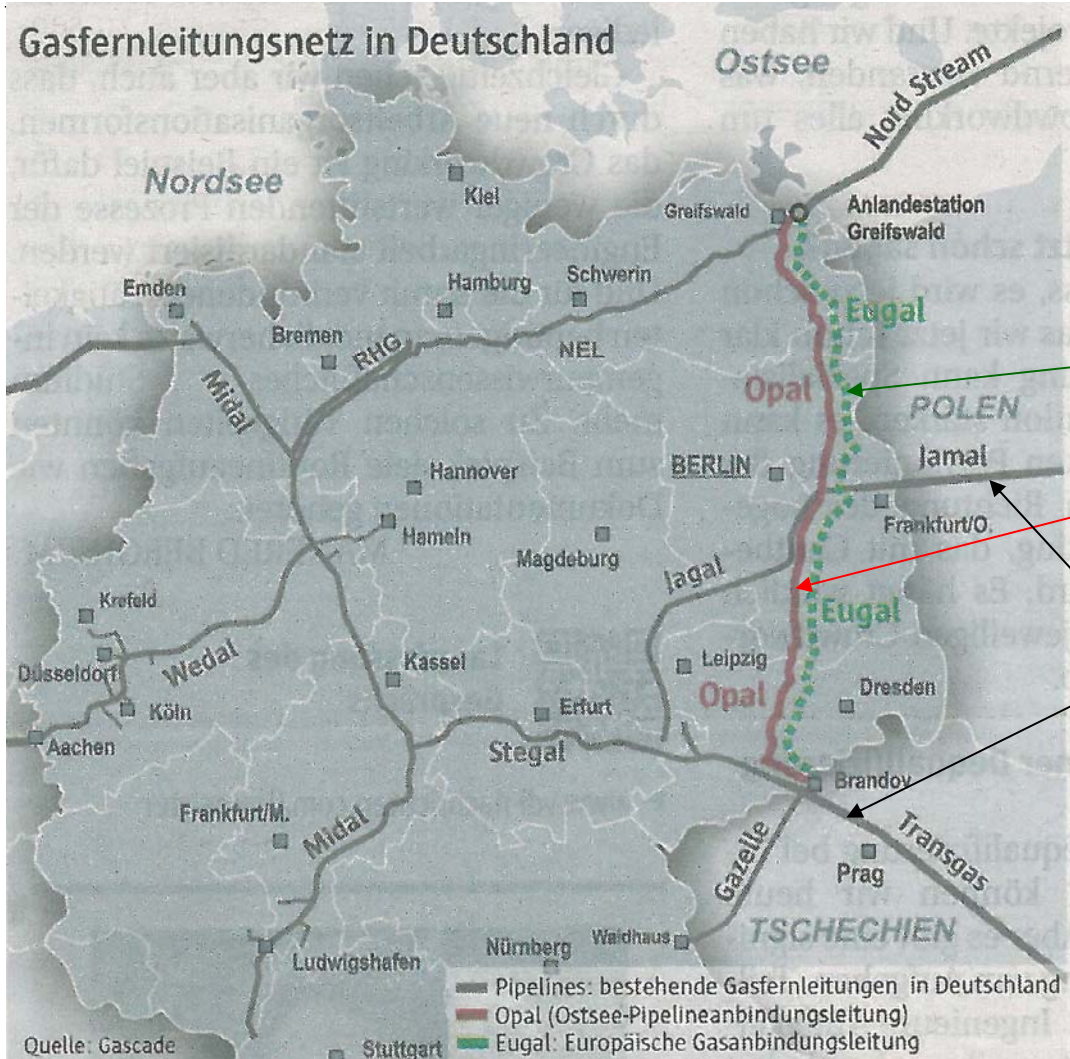 Gasfernleitungsnetz in Deutschland
Ostsee
Nord Stream
Nordsee
Kiel
Greifswald
Anlandestation
Greifswald
Emden
Hamburg
Schwerin
Bremen
RHG
NEL
Eugal
Midal
Opal
POLEN
Jamal
Hannover
BERLIN
Frankfurt/O.
Hameln
Magdeburg
Jagal
Krefeld
Eugal
Düsseldorf
Wedal
Kassel
Leipzig
Dresden
Opal
Köln
Erfurt
Aachen
Stegal
Brandov
Frankfurt/M.
Midal
Gazelle
Transgas
Prag
Waidhaus
TSCHECHIEN
Nürnberg
Ludwigshafen
Pipelines: bestehende Gasfernleitungen in Deutschland
Opal (Ostsee-Pipelineanbindungsleitung)
Eugal: Europäische Gasanbindungsleitung
Quelle: Gascade
Stuttgart